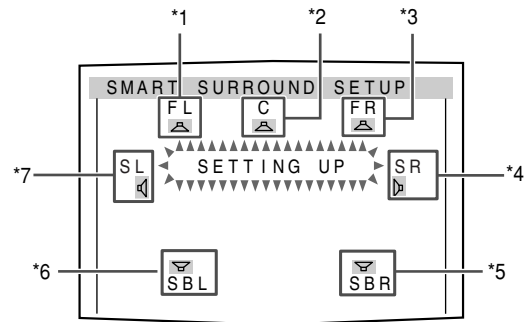 *1 *2 *3
SMART SURROUND SETUP
FL C FR
*7 SL SETTING UP SR *4
*6 SBL SBR *5